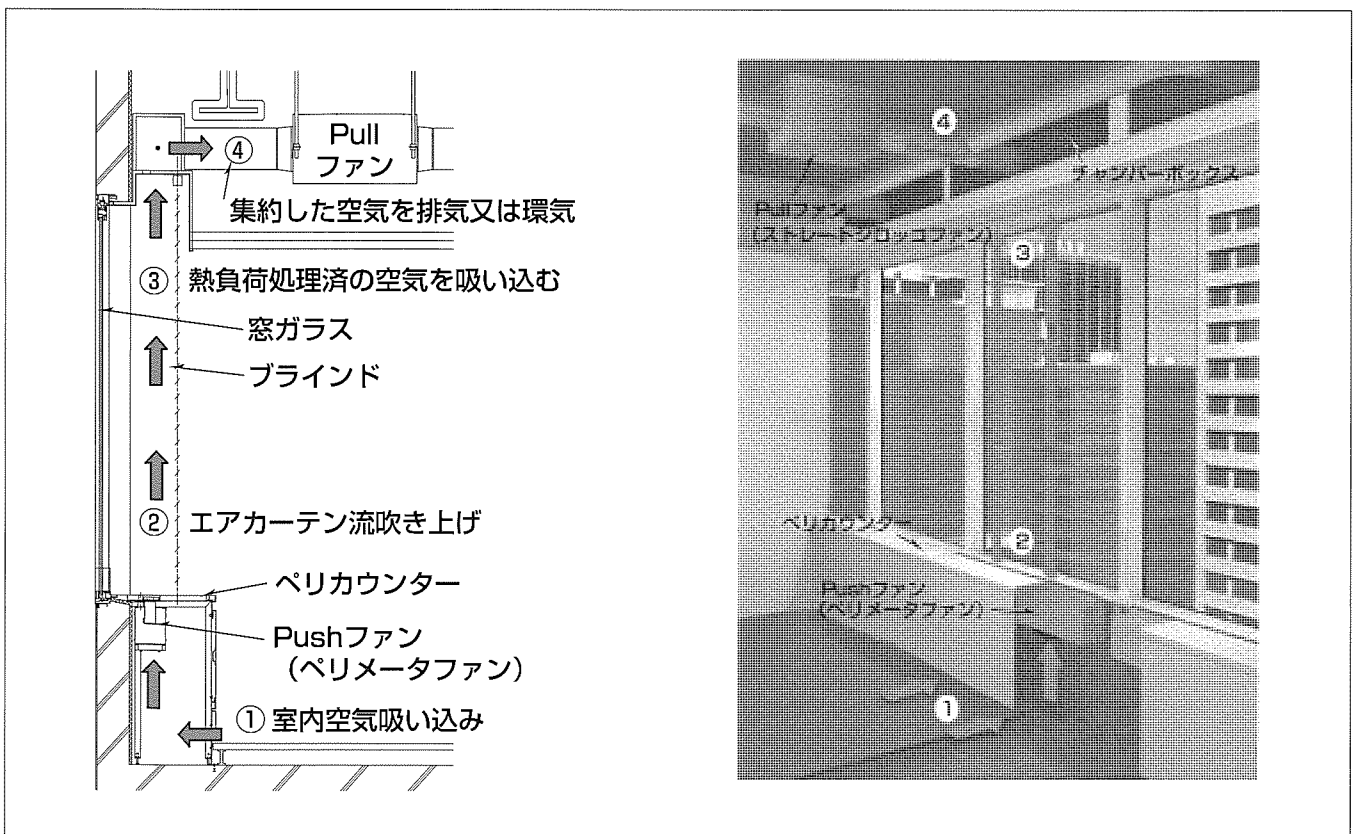 Pull
ファン
④
集約した空気を排気又は環気
③ 熱負荷処理済の空気を吸い込む
窓ガラス
ブラインド
② エアカーテン流吹き上げ
ペリカウンター
Pushファン
(ペリメータファン)
① 室内空気吸い込み
④
チャンバーボックス
Pullファン
(ストレートシロッコファン)
③
ペリカウンター
②
Pushファン
(ペリメータファン)
①